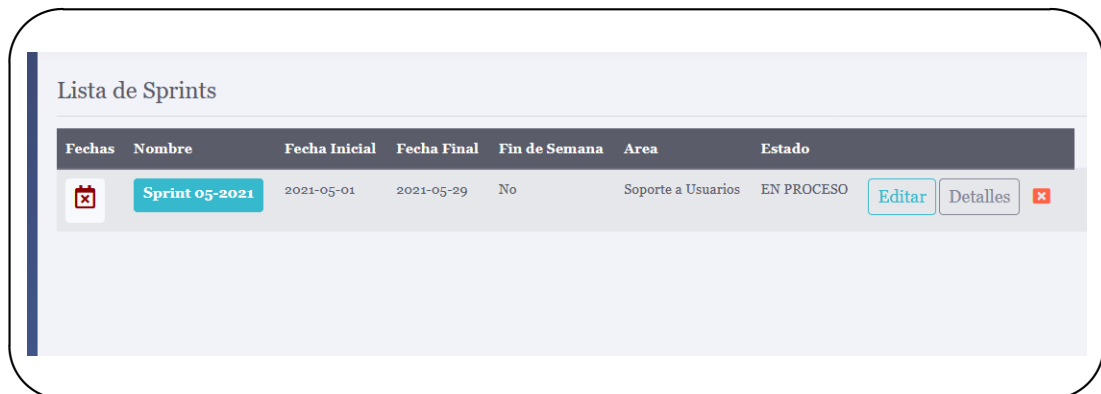 Lista de Sprints
Fechas Nombre Fecha Inicial Fecha Final Fin de Semana Area Estado
Sprint 05-2021 2021-05-01 2021-05-29 No Soporte a Usuarios EN PROCESO Editar Detalles